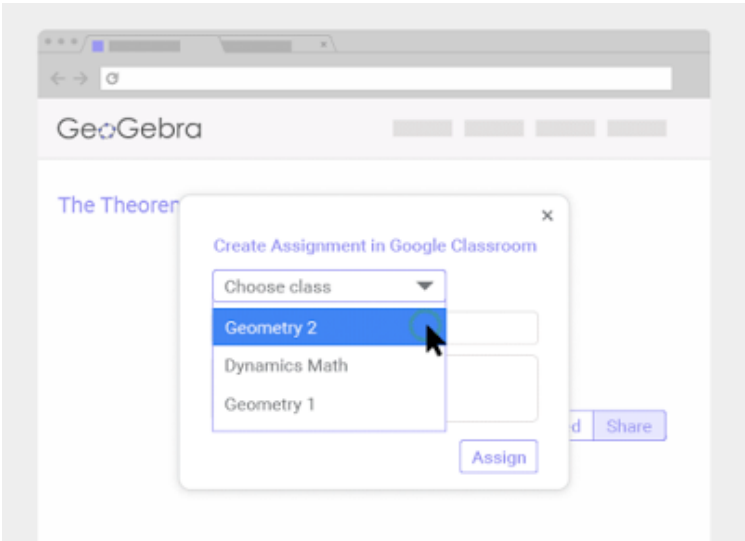 GeoGebra
The Theorem
Create Assignment in Google Classroom
Choose class
Geometry 2
Dynamics Math
Geometry 1
d Share
Assign